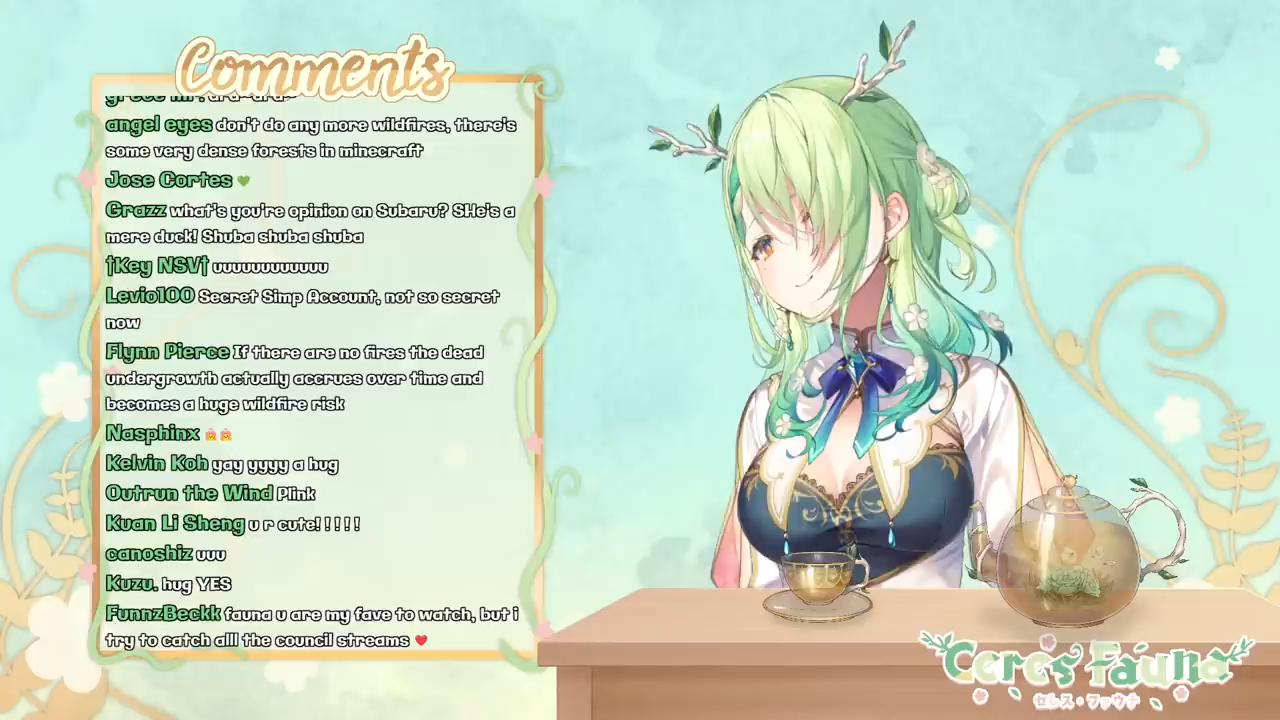 Comments
angel eyes don't do any more wildfires, there's
some very dense forests in minecraft
Jose Cortes 💚
Grazz what's you're opinion on Subaru? SHe's a
mere duck! Shuba shuba shuba
†Key NSV† uuuuuuuuuuuu
Levio100 Secret Simp Account, not so secret
now
Flynn Pierce If there are no fires the dead
undergrowth actually accrues over time and
becomes a huge wildfire risk
Nasphinx
Kelvin Koh yay yyyy a hug
Outrun the Wind Plink
Kuan Li Sheng u r cute! ! ! ! !
canoshiz uuu
Kuzu. hug YES
FunnzBeckk fauna u are my fave to watch, but i
try to catch alll the council streams ❤️
Ceres Fauna
セレス・ファウナ